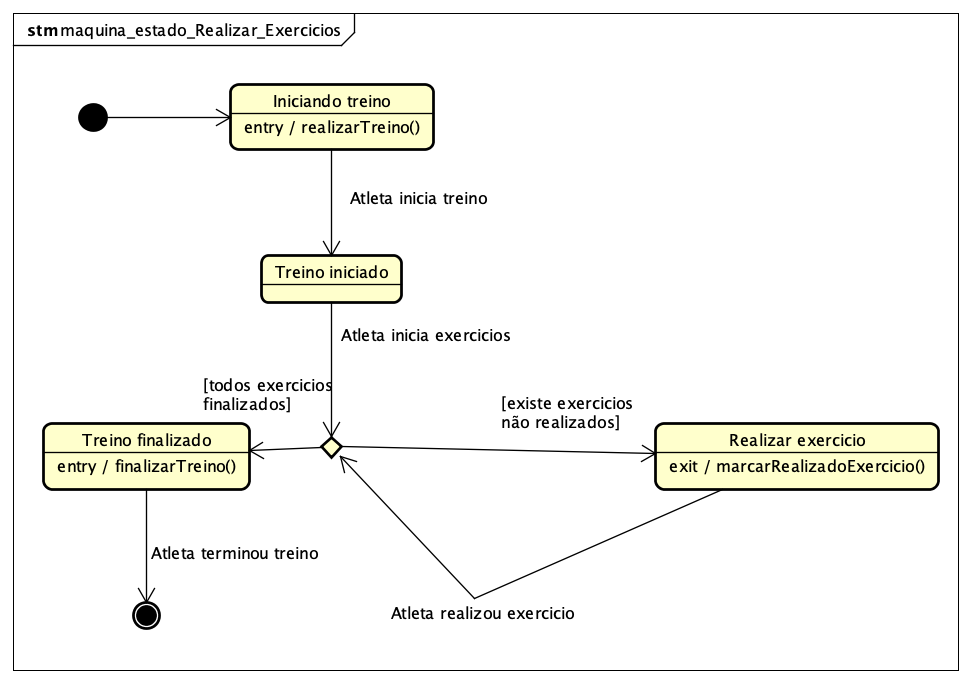 stm maquina_estado_Realizar_Exercicios
Iniciando treino
entry / realizarTreino()
Atleta inicia treino
Treino iniciado
Atleta inicia exercicios
[todos exercicios
finalizados]
[existe exercicios
não realizados]
Treino finalizado
entry / finalizarTreino()
Realizar exercicio
exit / marcarRealizadoExercicio()
Atleta terminou treino
Atleta realizou exercicio